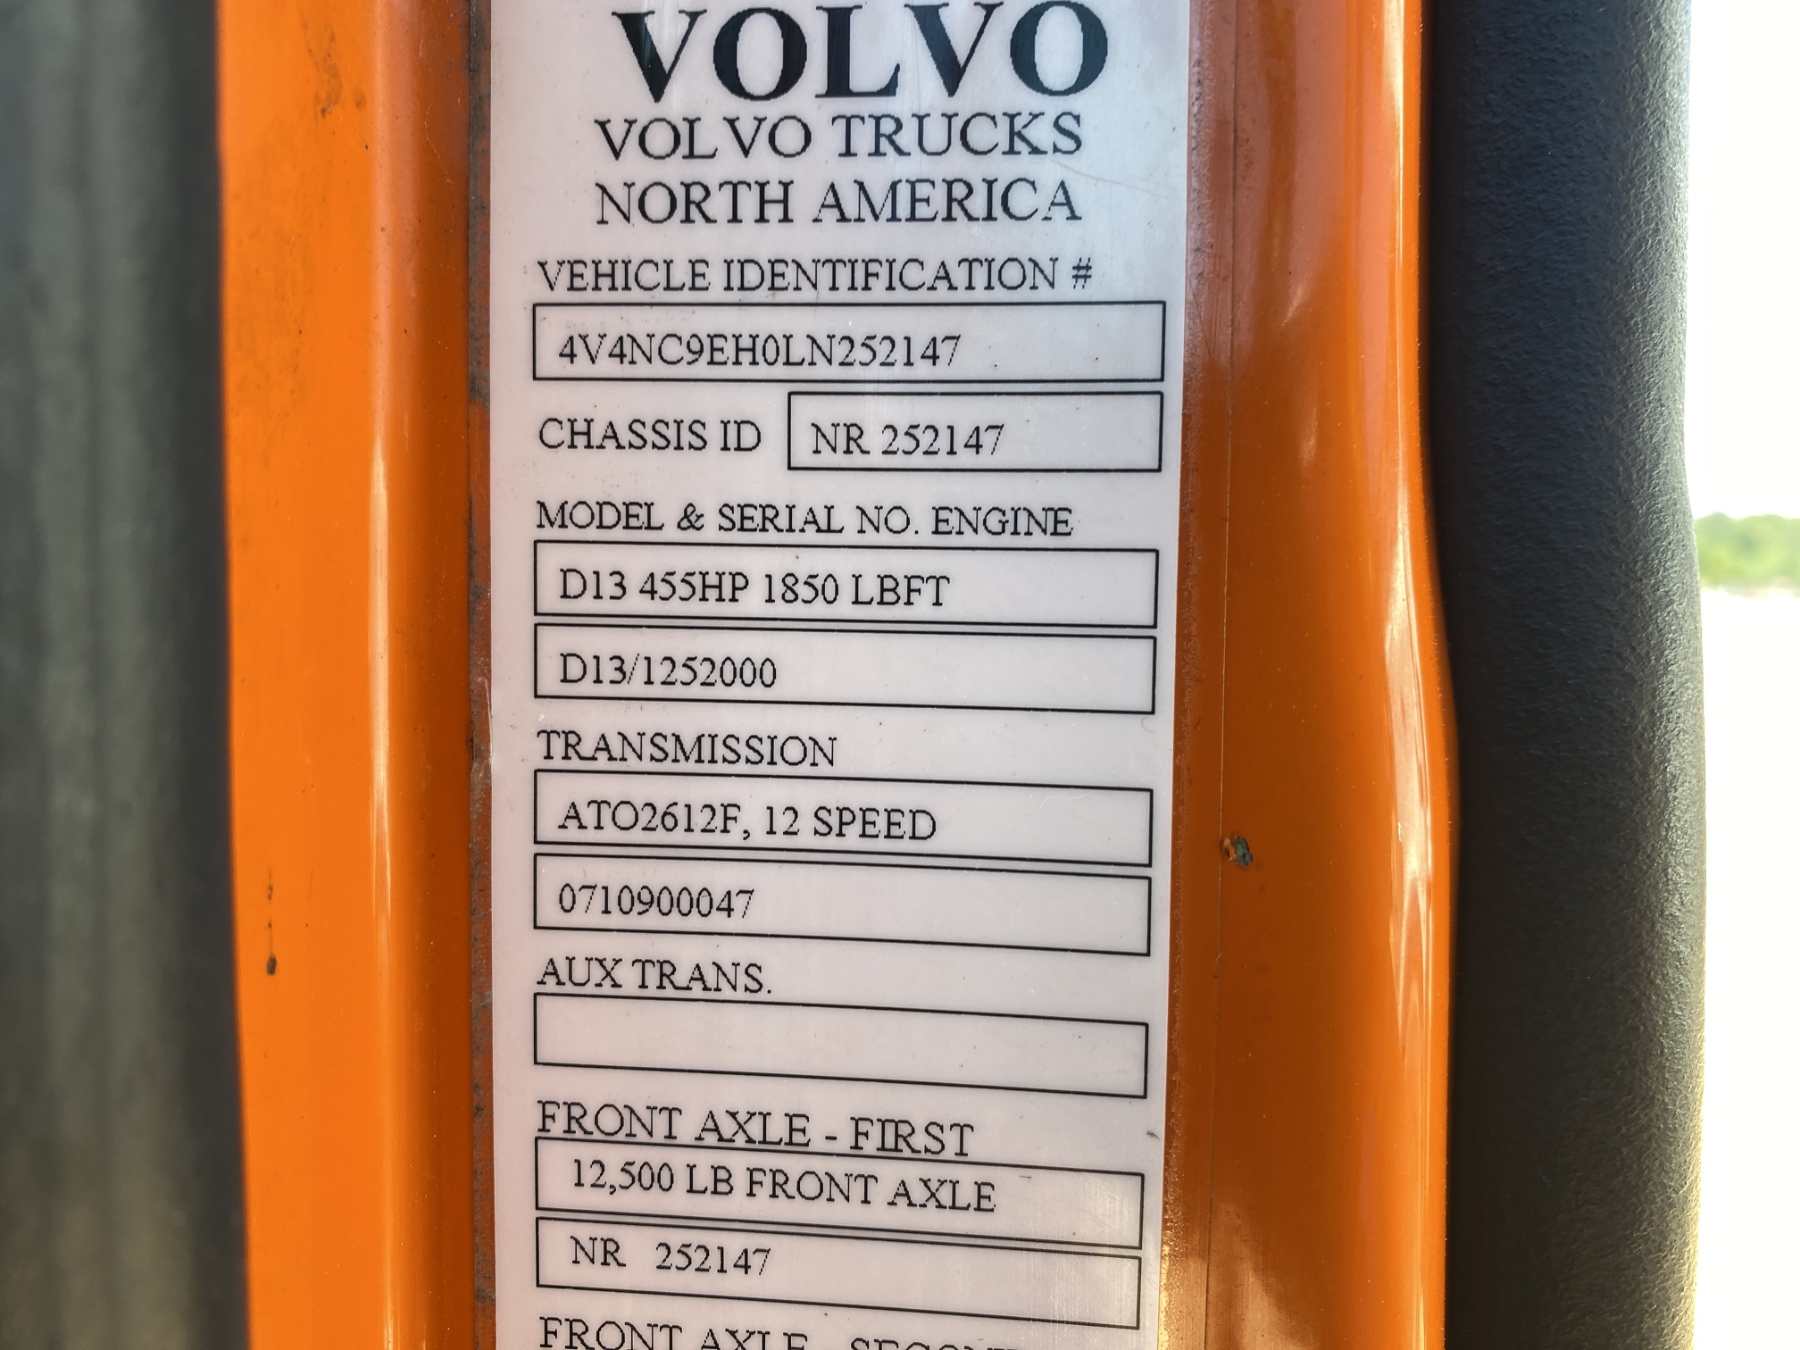 VOLVO
VOLVO TRUCKS
NORTH AMERICA
VEHICLE IDENTIFICATION #
4V4NC9EH0LN252147
CHASSIS ID NR 252147
MODEL & SERIAL NO. ENGINE
D13 455HP 1850 LBFT
D13/1252000
TRANSMISSION
ATO2612F, 12 SPEED
0710900047
AUX TRANS.
FRONT AXLE - FIRST
12,500 LB FRONT AXLE
NR 252147
FRONT AXLE -